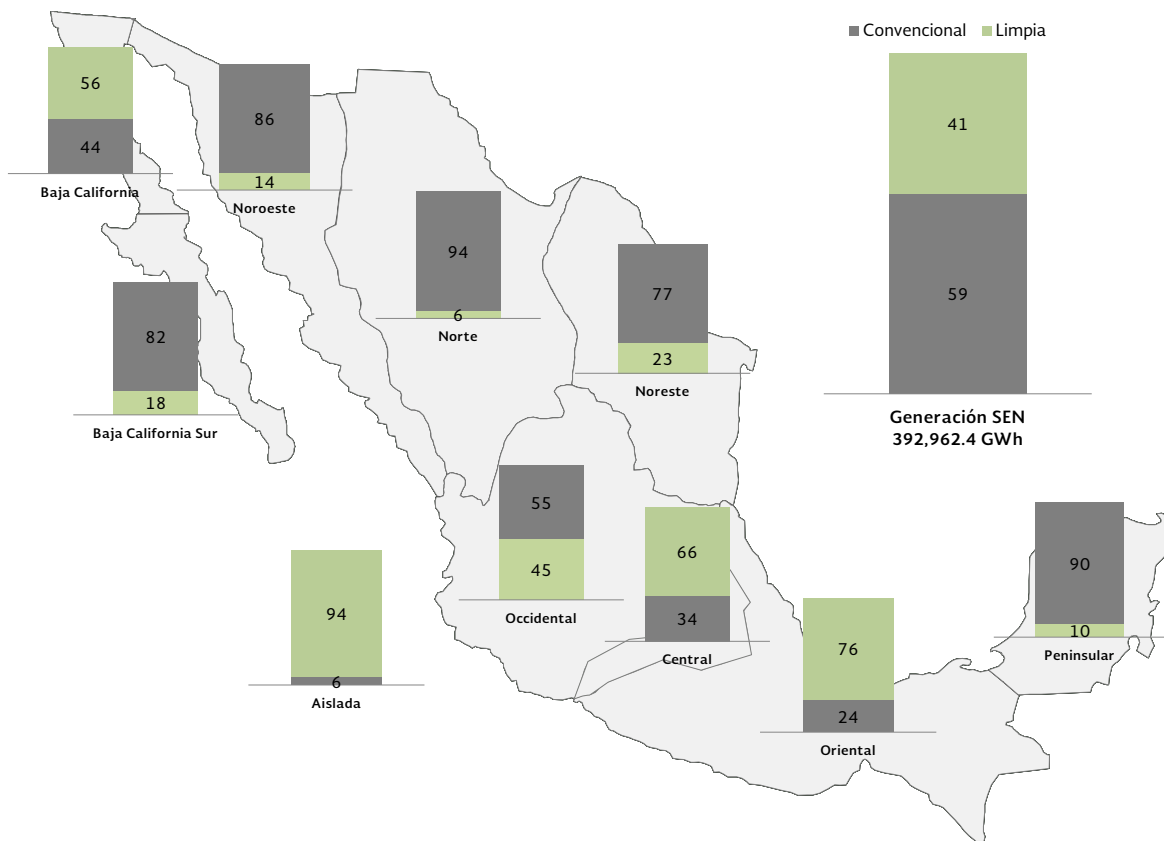 Convencional Limpia
56
44
Baja California
86
14
Noroeste
94
6
Norte
77
23
Noreste
41
59
Generación SEN
392,962.4 GWh
82
18
Baja California Sur
55
45
Occidental
66
34
Central
94
6
Aislada
76
24
Oriental
90
10
Peninsular